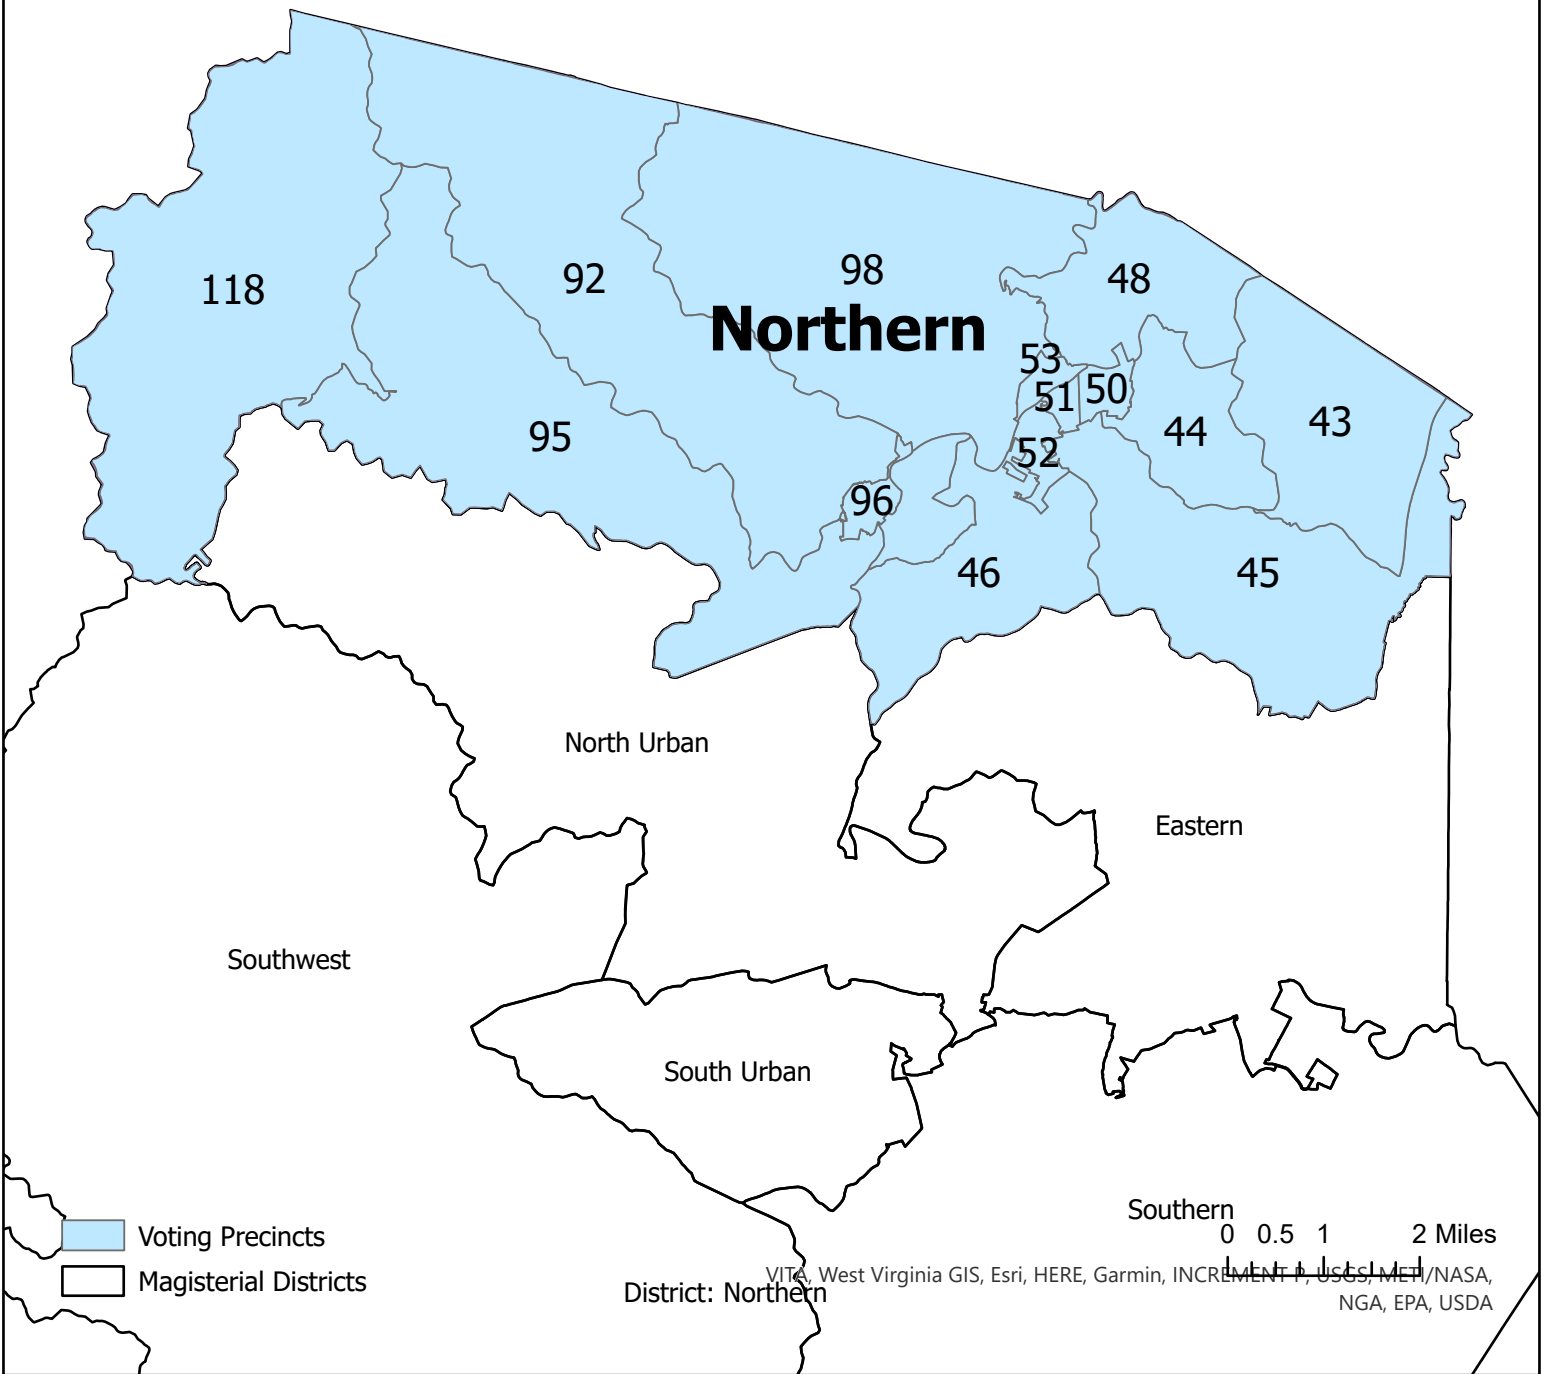 118
92
98
48
Northern
53
51
50
44
43
95
52
96
46
45
North Urban
Eastern
Southwest
South Urban
Southern
0 0.5 1 2 Miles
Voting Precincts
Magisterial Districts
District: Northern
VITA, West Virginia GIS, Esri, HERE, Garmin, INCREMENT P, USGS, METI/NASA,
NGA, EPA, USDA